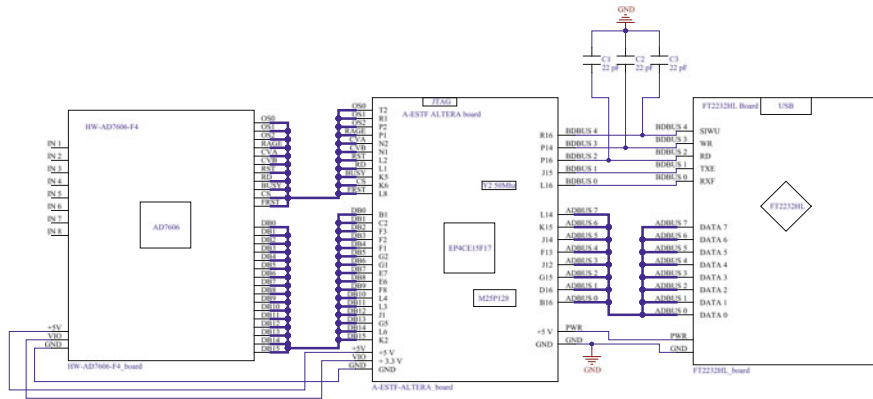 GND
C1
22 pF
C2
22 pF
C3
22 pF
HW-AD7606-F4
OS0
OS1
OS2
RAGE
CVA
CVB
RST
RD
BUSY
CS
FRST
IN 1
IN 2
IN 3
IN 4
IN 5
IN 6
IN 7
IN 8
AD7606
DB0
DB1
DB2
DB3
DB4
DB5
DB6
DB7
DB8
DB9
DB10
DB11
DB12
DB13
DB14
DB15
+5V
VIO
GND
HW-AD7606-F4_board
JTAG
A-ESTF ALTERA board
OS0 T2
OS1 R1
OS2 P2
RAGE P1
CVA N2
CVB N1
RST L2
RD L1
BUSY K5
CS K6
FRST L8
DB0 B1
DB1 C2
DB2 F3
DB3 F2
DB4 F1
DB5 G2
DB6 G1
DB7 E7
DB8 E6
DB9 F8
DB10 L4
DB11 L3
DB12 J1
DB13 G5
DB14 L6
DB15 K2
+5V +5 V
VIO + 3.3 V
GND GND
Y2 50Mhz
EP4CE15F17
M25P128
R16 BDBUS 4
P14 BDBUS 3
P16 BDBUS 2
J15 BDBUS 1
L16 BDBUS 0
L14 ADBUS 7
K15 ADBUS 6
J14 ADBUS 5
F13 ADBUS 4
J12 ADBUS 3
G15 ADBUS 2
D16 ADBUS 1
B16 ADBUS 0
+5 V PWR
GND GND
A-ESTF-ALTERA_board
GND
FT2232HL Board
USB
BDBUS 4 SIWU
BDBUS 3 WR
BDBUS 2 RD
BDBUS 1 TXE
BDBUS 0 RXF
FT2232HL
ADBUS 7 DATA 7
ADBUS 6 DATA 6
ADBUS 5 DATA 5
ADBUS 4 DATA 4
ADBUS 3 DATA 3
ADBUS 2 DATA 2
ADBUS 1 DATA 1
ADBUS 0 DATA 0
PWR
GND
FT2232HL_board